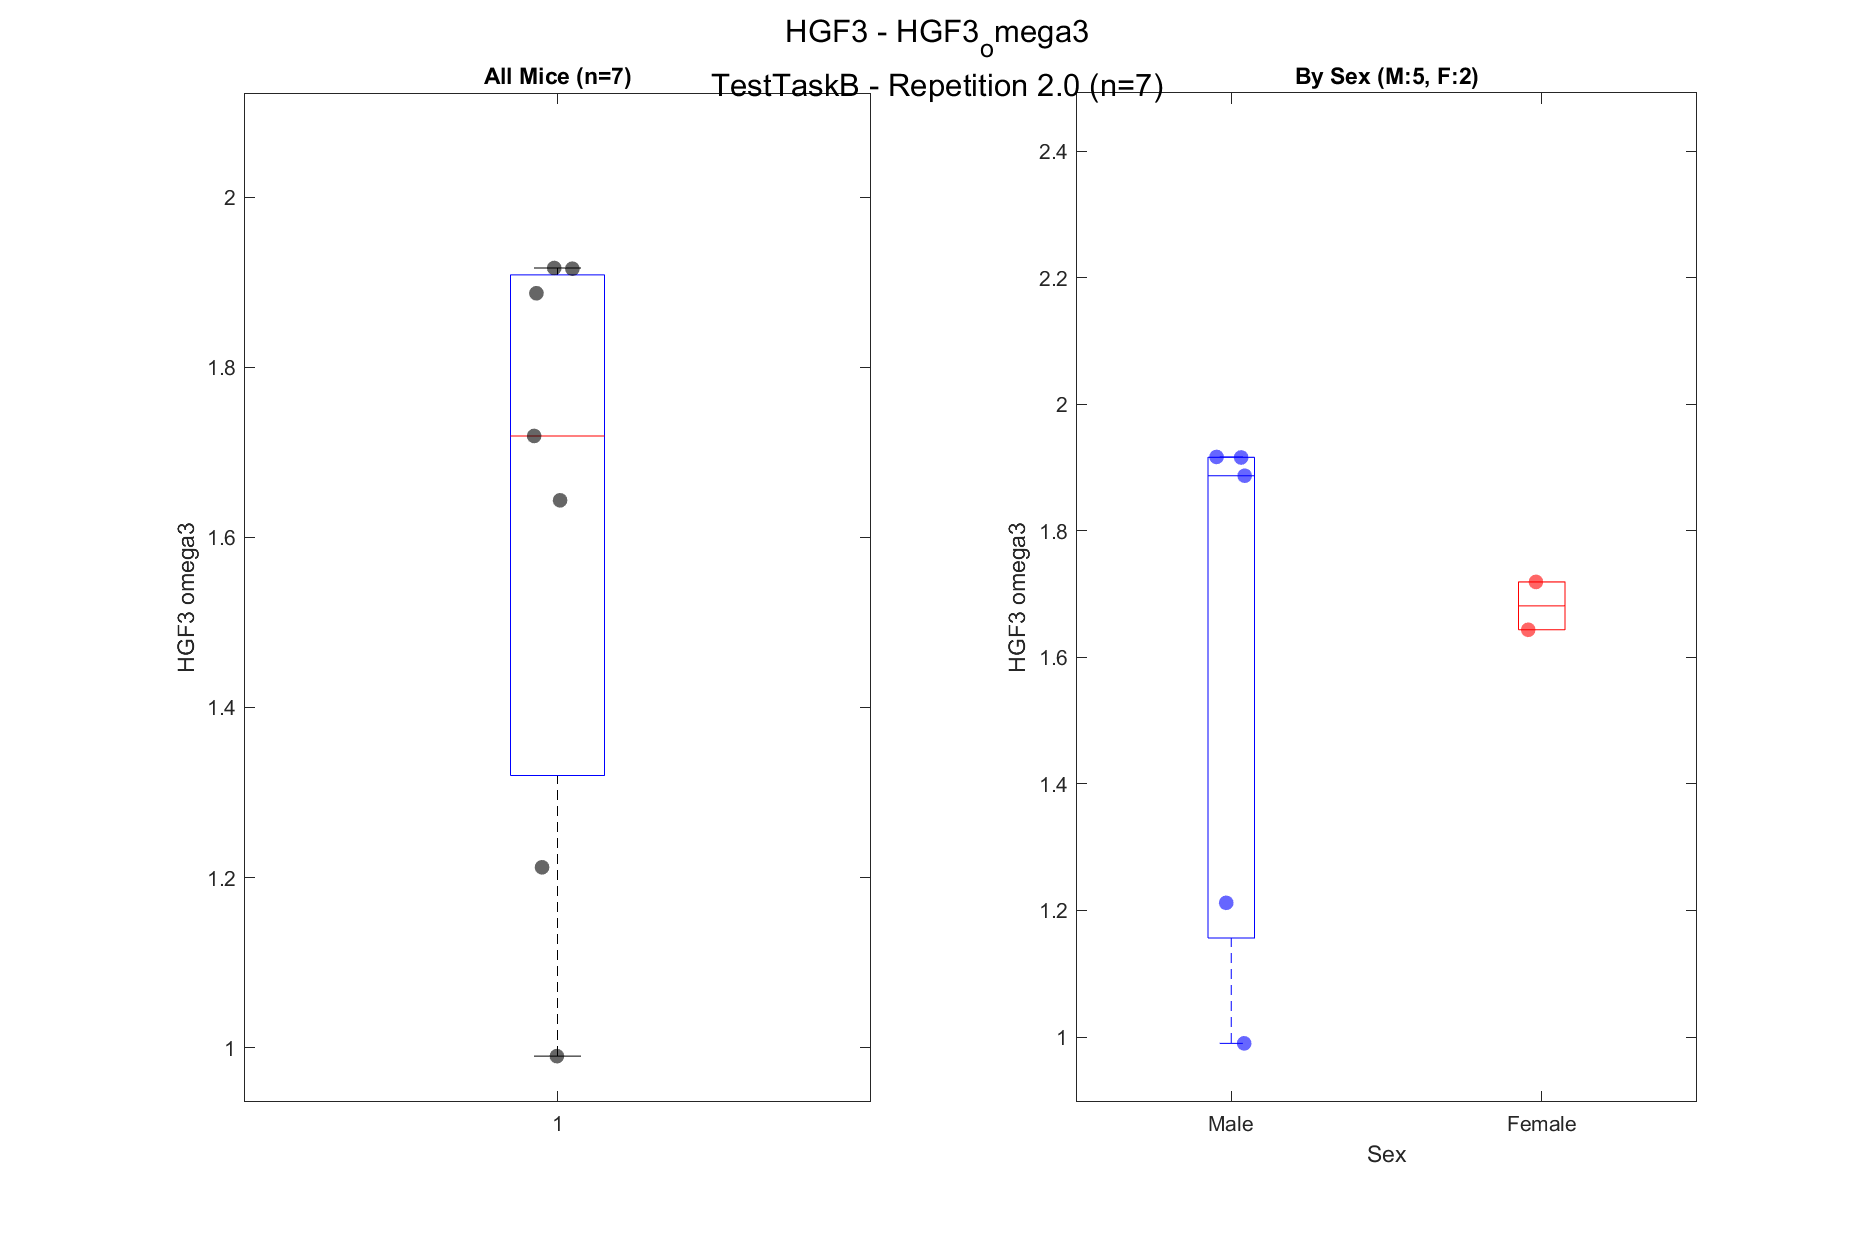 HGF3 - HGF3omega3
TestTaskB - Repetition 2.0 (n=7)
All Mice (n=7)
HGF3 omega3
2
1.8
1.6
1.4
1.2
1
1
By Sex (M:5, F:2)
HGF3 omega3
2.4
2.2
2
1.8
1.6
1.4
1.2
1
Male Female
Sex